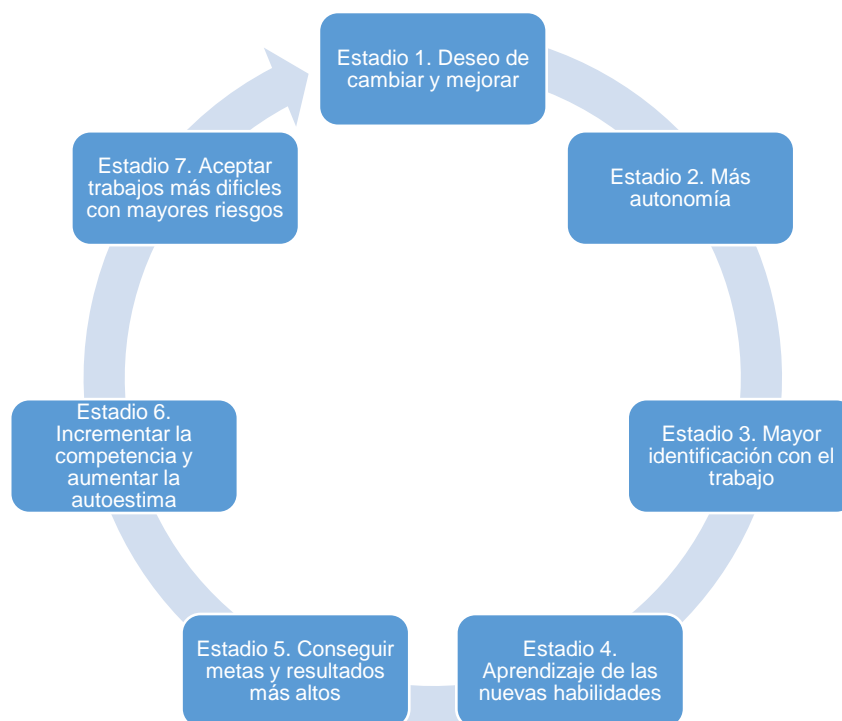 Estadio 1. Deseo de
cambiar y mejorar
Estadio 2. Más
autonomía
Estadio 3. Mayor
identificación con el
trabajo
Estadio 4.
Aprendizaje de las
nuevas habilidades
Estadio 5. Conseguir
metas y resultados
más altos
Estadio 6.
Incrementar la
competencia y
aumentar la
autoestima
Estadio 7. Aceptar
trabajos más dificles
con mayores riesgos